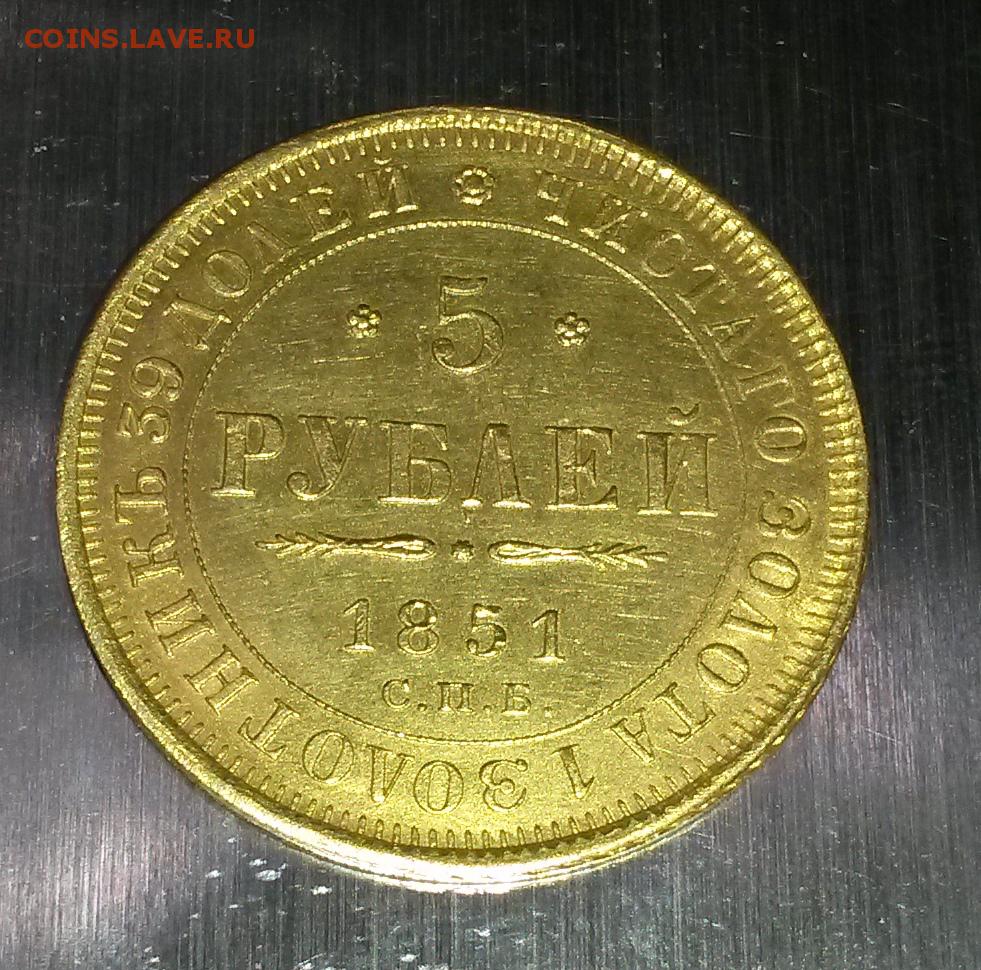 COINS.LAVE.RU
ЧИСТАГО ЗОЛОТА 1 ЗОЛОТНИКЪ 39 ДОЛЕЙ
5
РУБЛЕЙ
1851
С.П.Б.